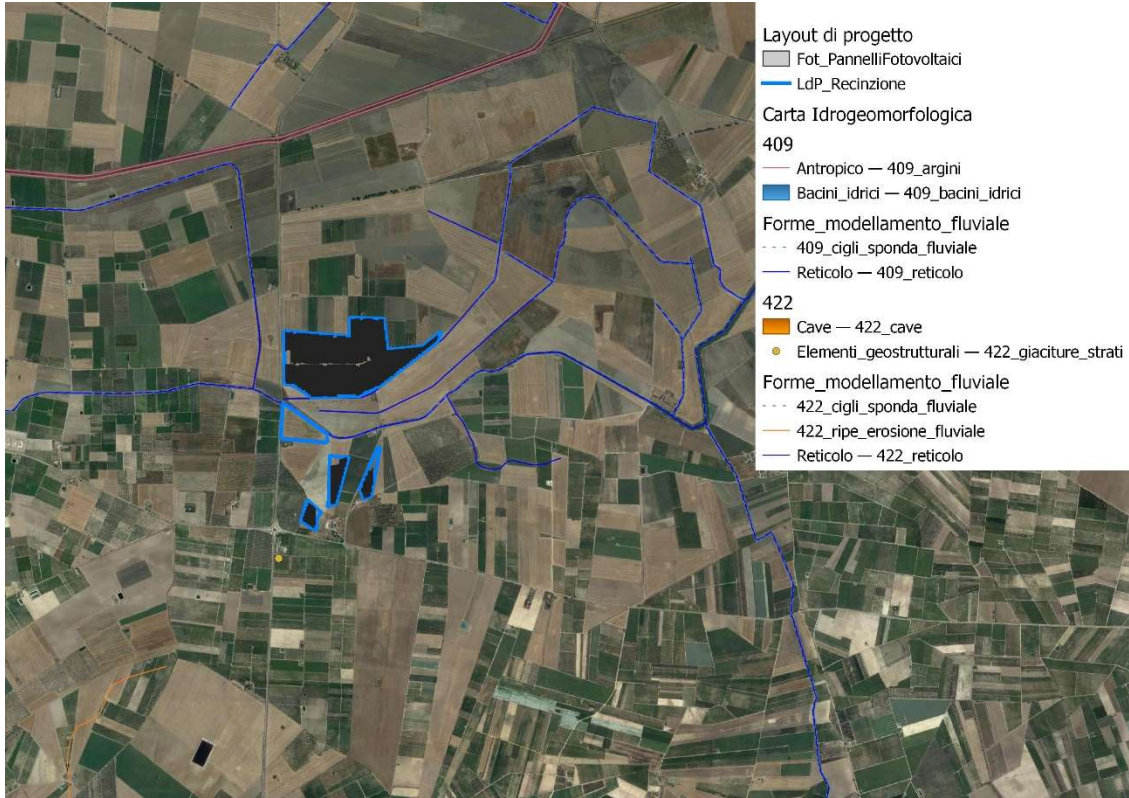 Layout di progetto
Fot_PannelliFotovoltaici
LdP_Recinzione
Carta Idrogeomorfologica
409
Antropico — 409_argini
Bacini_idrici — 409_bacini_idrici
Forme_modellamento_fluviale
409_cigli_sponda_fluviale
Reticolo — 409_reticolo
422
Cave — 422_cave
Elementi_geostrutturali — 422_giaciture_strati
Forme_modellamento_fluviale
422_cigli_sponda_fluviale
422_ripe_erosione_fluviale
Reticolo — 422_reticolo